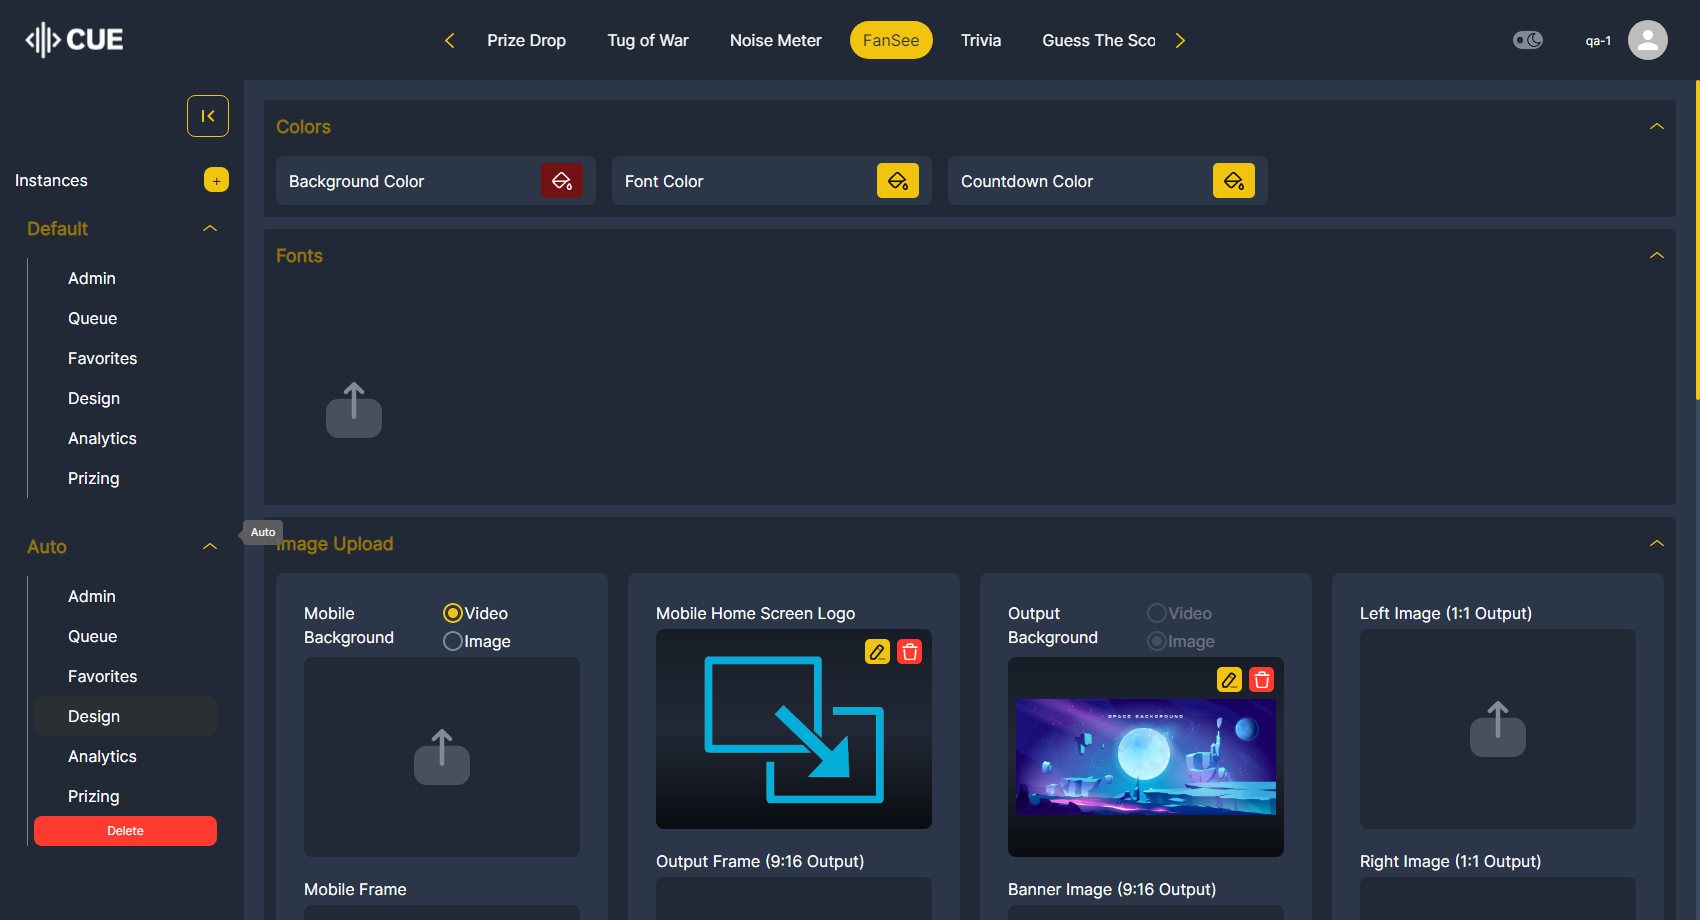 CUE
Prize Drop
Tug of War
Noise Meter
FanSee
Trivia
Guess The Sco
qa-1
Instances
+
Default
Admin
Queue
Favorites
Design
Analytics
Prizing
Auto
Admin
Queue
Favorites
Design
Analytics
Prizing
Delete
Auto
Colors
Background Color
Font Color
Countdown Color
Fonts
Image Upload
Mobile
Background
Video
Image
Mobile Frame
Mobile Home Screen Logo
Output Frame (9:16 Output)
Output
Background
Video
Image
SPACE BACKGROUND
Banner Image (9:16 Output)
Left Image (1:1 Output)
Right Image (1:1 Output)